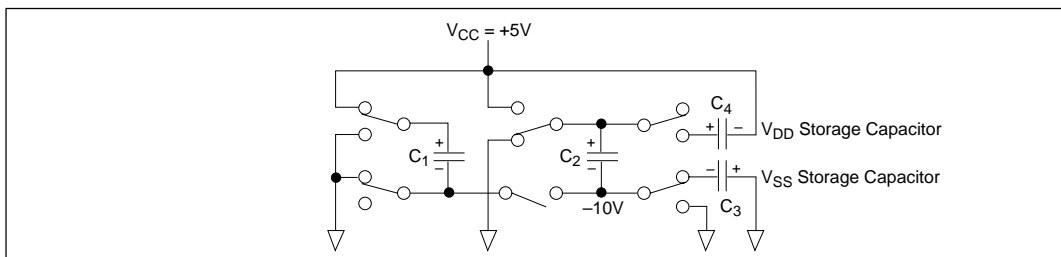 V_CC = +5V
C_4
+ −
V_DD Storage Capacitor
+
C_1
−
+
C_2
−
− +
V_SS Storage Capacitor
–10V
C_3